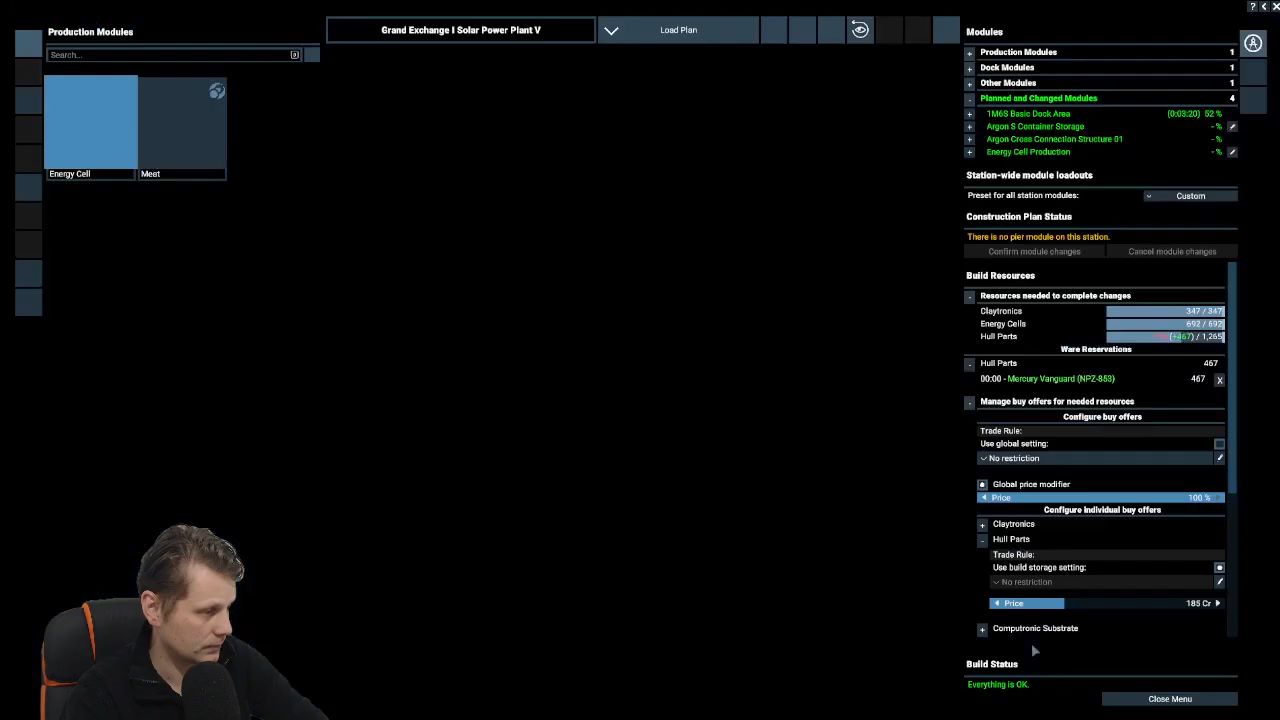 ? < X
Production Modules
Search...
Energy Cell
Meat
Grand Exchange I Solar Power Plant V
Load Plan
Modules
+ Production Modules 1
+ Dock Modules 1
+ Other Modules 1
- Planned and Changed Modules 4
+ 1M6S Basic Dock Area (0:03:20) 52 %
+ Argon S Container Storage - %
+ Argon Cross Connection Structure 01 - %
+ Energy Cell Production - %
Station-wide module loadouts
Preset for all station modules: Custom
Construction Plan Status
There is no pier module on this station.
Confirm module changes Cancel module changes
Build Resources
- Resources needed to complete changes
Claytronics 347 / 347
Energy Cells 692 / 692
Hull Parts (+467) / 1,265
Ware Reservations
- Hull Parts 467
00:00 - Mercury Vanguard (NPZ-853) 467 X
- Manage buy offers for needed resources
Configure buy offers
Trade Rule:
Use global setting:
No restriction
Global price modifier
Price 100 %
Configure individual buy offers
+ Claytronics
- Hull Parts
Trade Rule:
Use build storage setting:
No restriction
Price 185 Cr
+ Computronic Substrate
Build Status
Everything is OK.
Close Menu